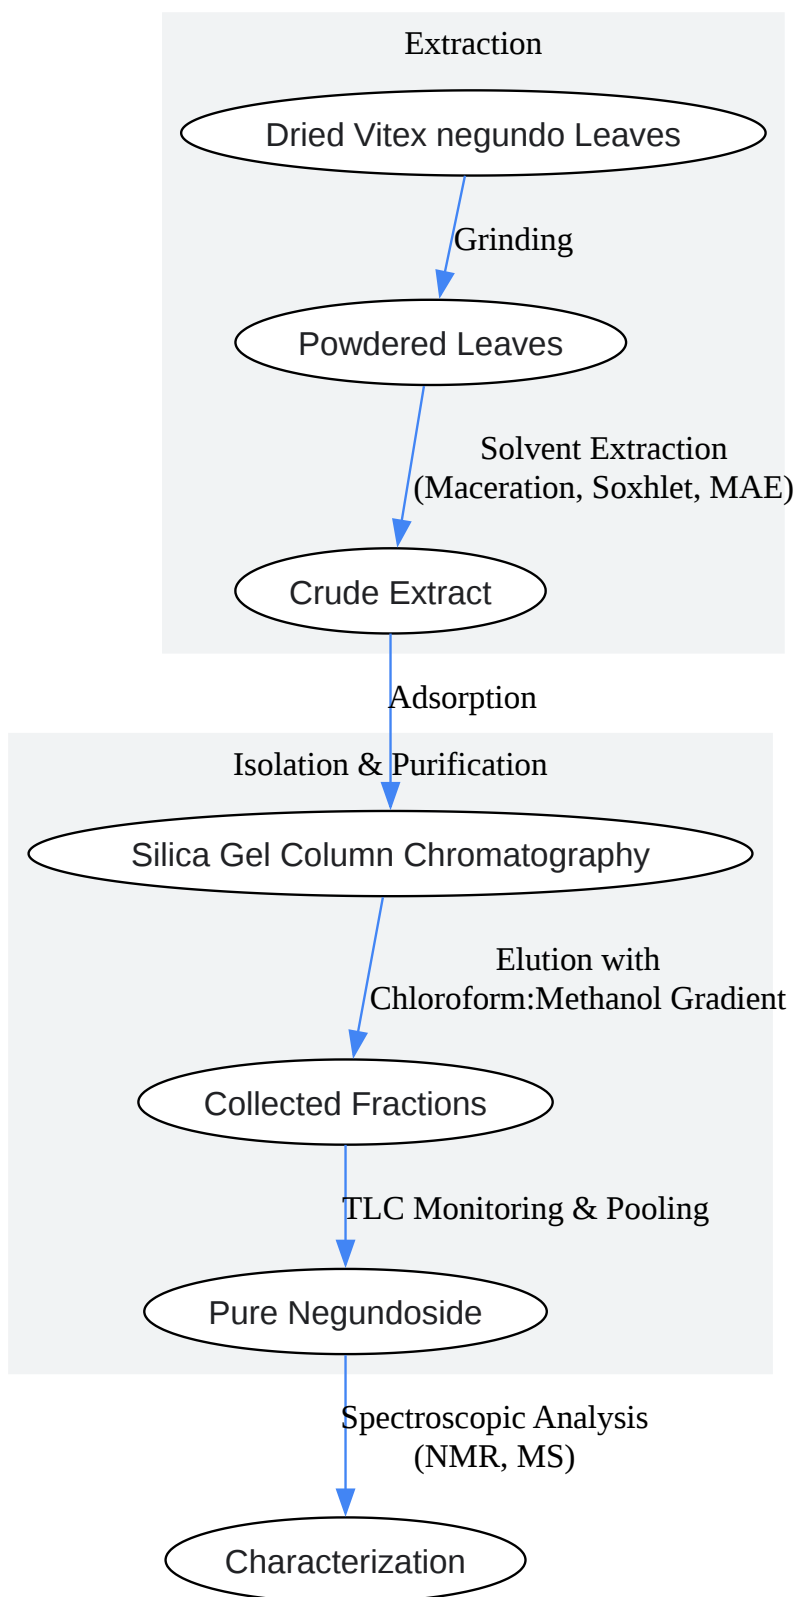 Extraction
Dried Vitex negundo Leaves
Grinding
Powdered Leaves
Solvent Extraction
(Maceration, Soxhlet, MAE)
Crude Extract
Adsorption
Isolation & Purification
Silica Gel Column Chromatography
Elution with
Chloroform:Methanol Gradient
Collected Fractions
TLC Monitoring & Pooling
Pure Negundoside
Spectroscopic Analysis
(NMR, MS)
Characterization